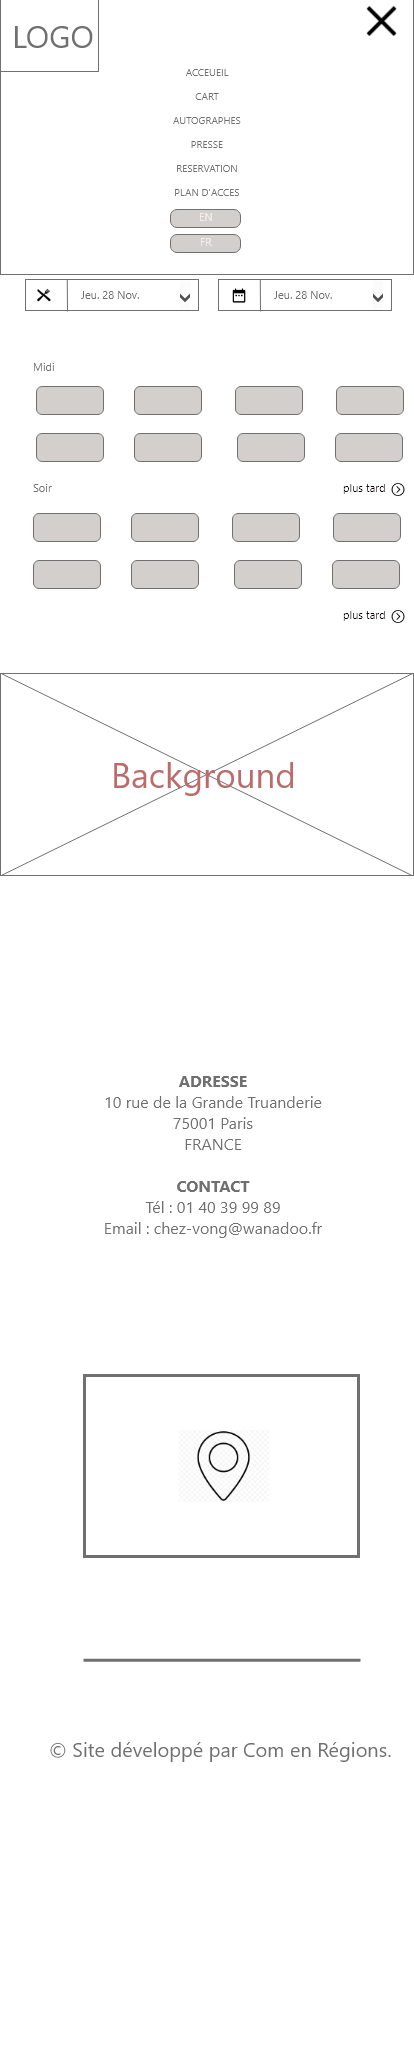 LOGO
ACCEUEIL
CART
AUTOGRAPHES
PRESSE
RESERVATION
PLAN D'ACCES
EN
FR
Jeu. 28 Nov.
Jeu. 28 Nov.
Midi
Soir
plus tard
plus tard
Background
ADRESSE
10 rue de la Grande Truanderie
75001 Paris
FRANCE
CONTACT
Tél : 01 40 39 99 89
Email : chez-vong@wanadoo.fr
© Site développé par Com en Régions.